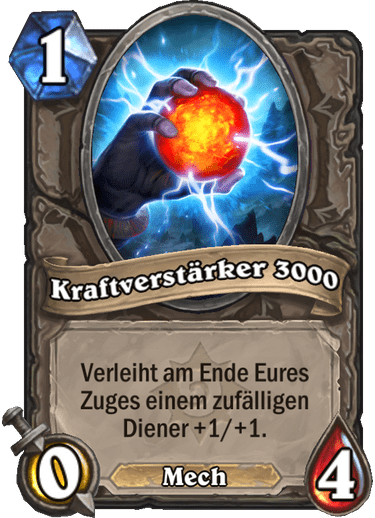 1
Kraftverstärker 3000
Verleiht am Ende Eures
Zuges einem zufälligen
Diener +1/+1.
Mech
0
4